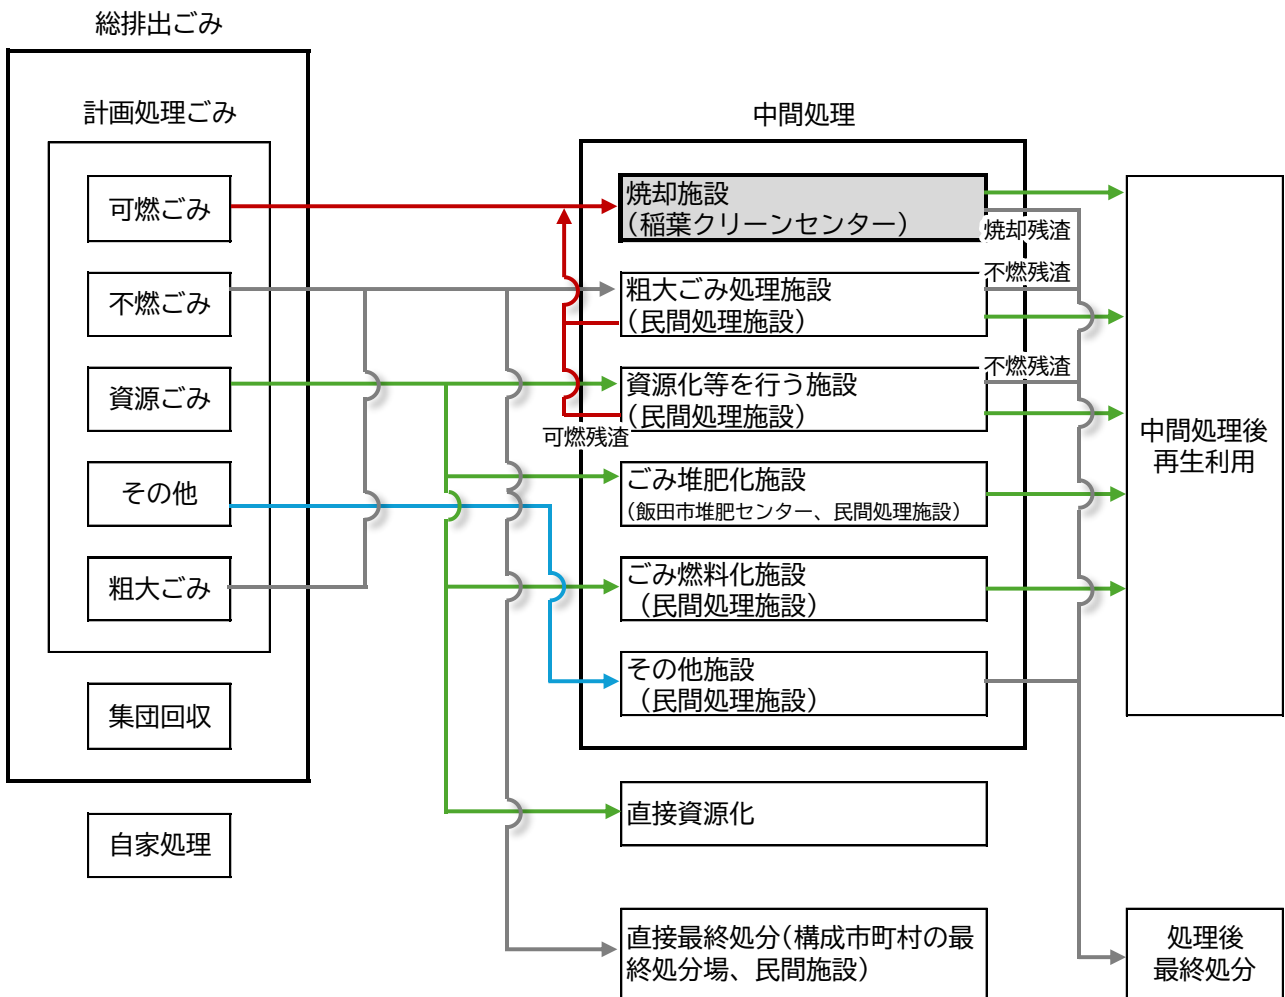 総排出ごみ
計画処理ごみ
可燃ごみ
不燃ごみ
資源ごみ
その他
粗大ごみ
集団回収
自家処理
中間処理
焼却施設
(稲葉クリーンセンター)
粗大ごみ処理施設
(民間処理施設)
資源化等を行う施設
(民間処理施設)
可燃残渣
ごみ堆肥化施設
(飯田市堆肥センター、民間処理施設)
ごみ燃料化施設
(民間処理施設)
その他施設
(民間処理施設)
直接資源化
直接最終処分(構成市町村の最
終処分場、民間施設)
焼却残渣
不燃残渣
不燃残渣
中間処理後
再生利用
処理後
最終処分